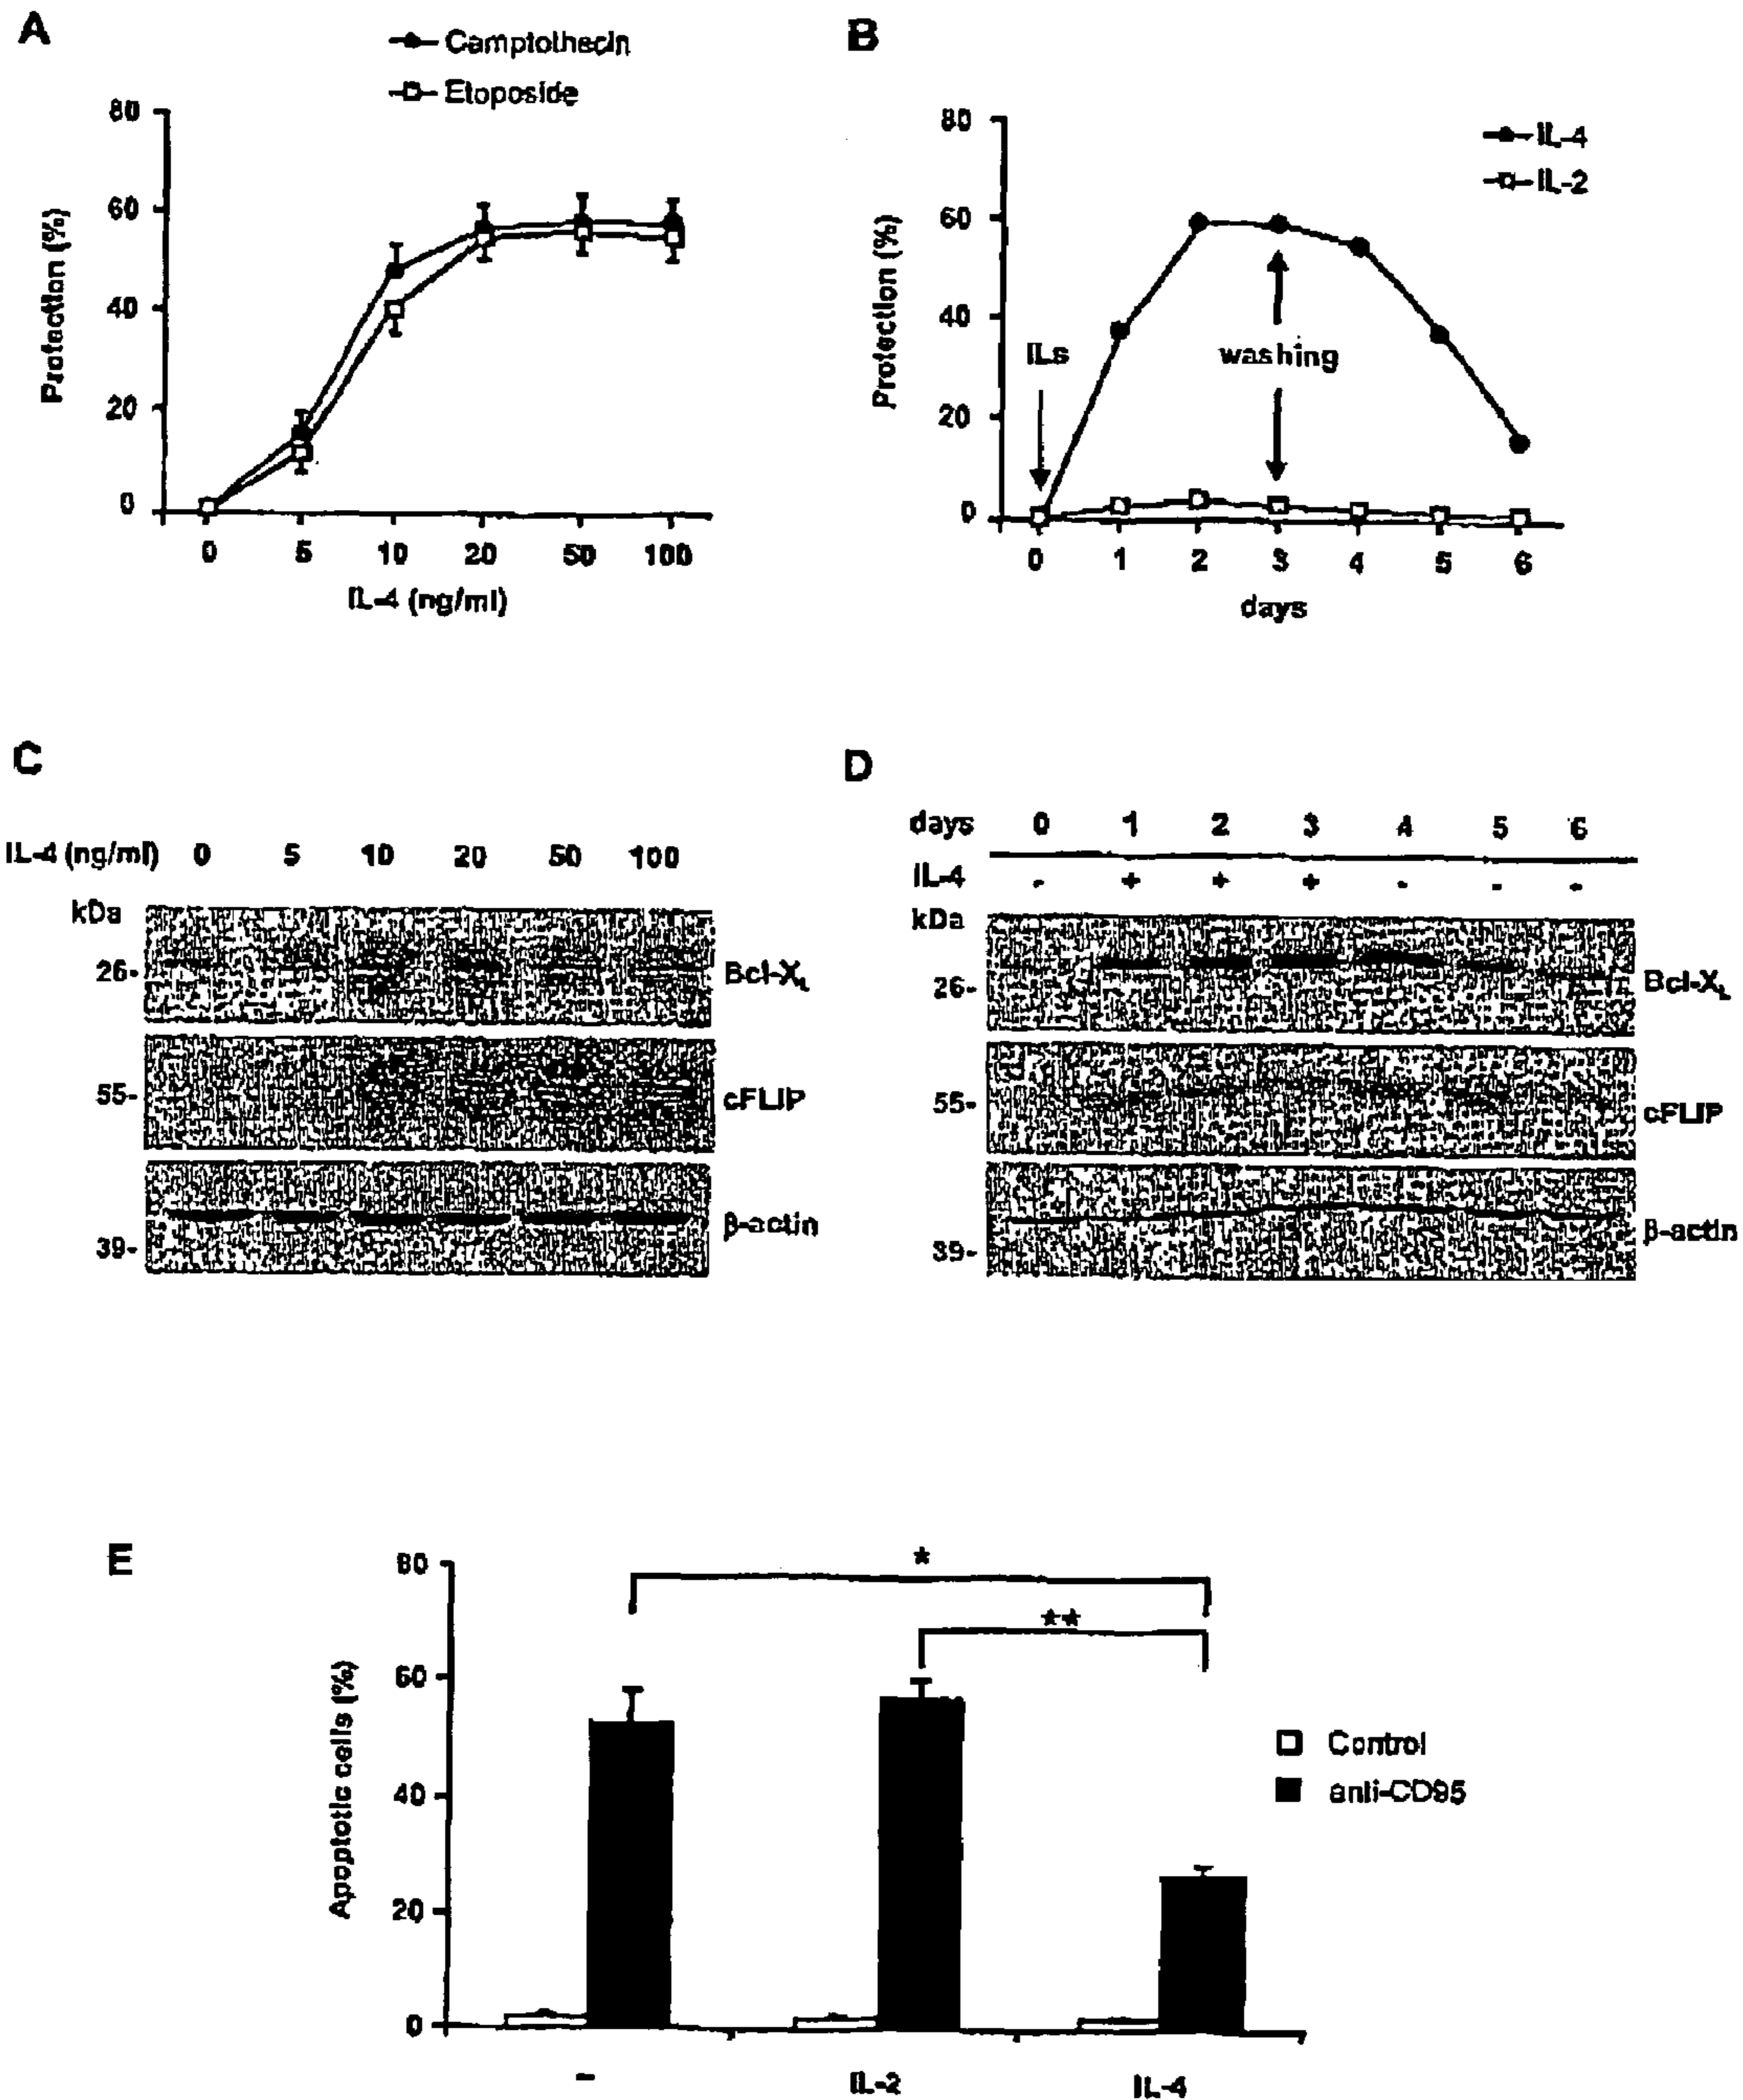 A
Camptothecin
Etoposide
Protection (%)
80
60
40
20
0
0 5 10 20 50 100
IL-4 (ng/ml)
B
IL-4
IL-2
Protection (%)
80
60
40
20
0
ILs
washing
0 1 2 3 4 5 6
days
C
IL-4 (ng/ml) 0 5 10 20 50 100
kDa
26- Bcl-XL
55- cFLIP
39- β-actin
D
days 0 1 2 3 4 5 6
IL-4 - + + + - - -
kDa
26- Bcl-XL
55- cFLIP
39- β-actin
E
Apoptotic cells (%)
80
60
40
20
0
*
**
Control
anti-CD95
– IL-2 IL-4